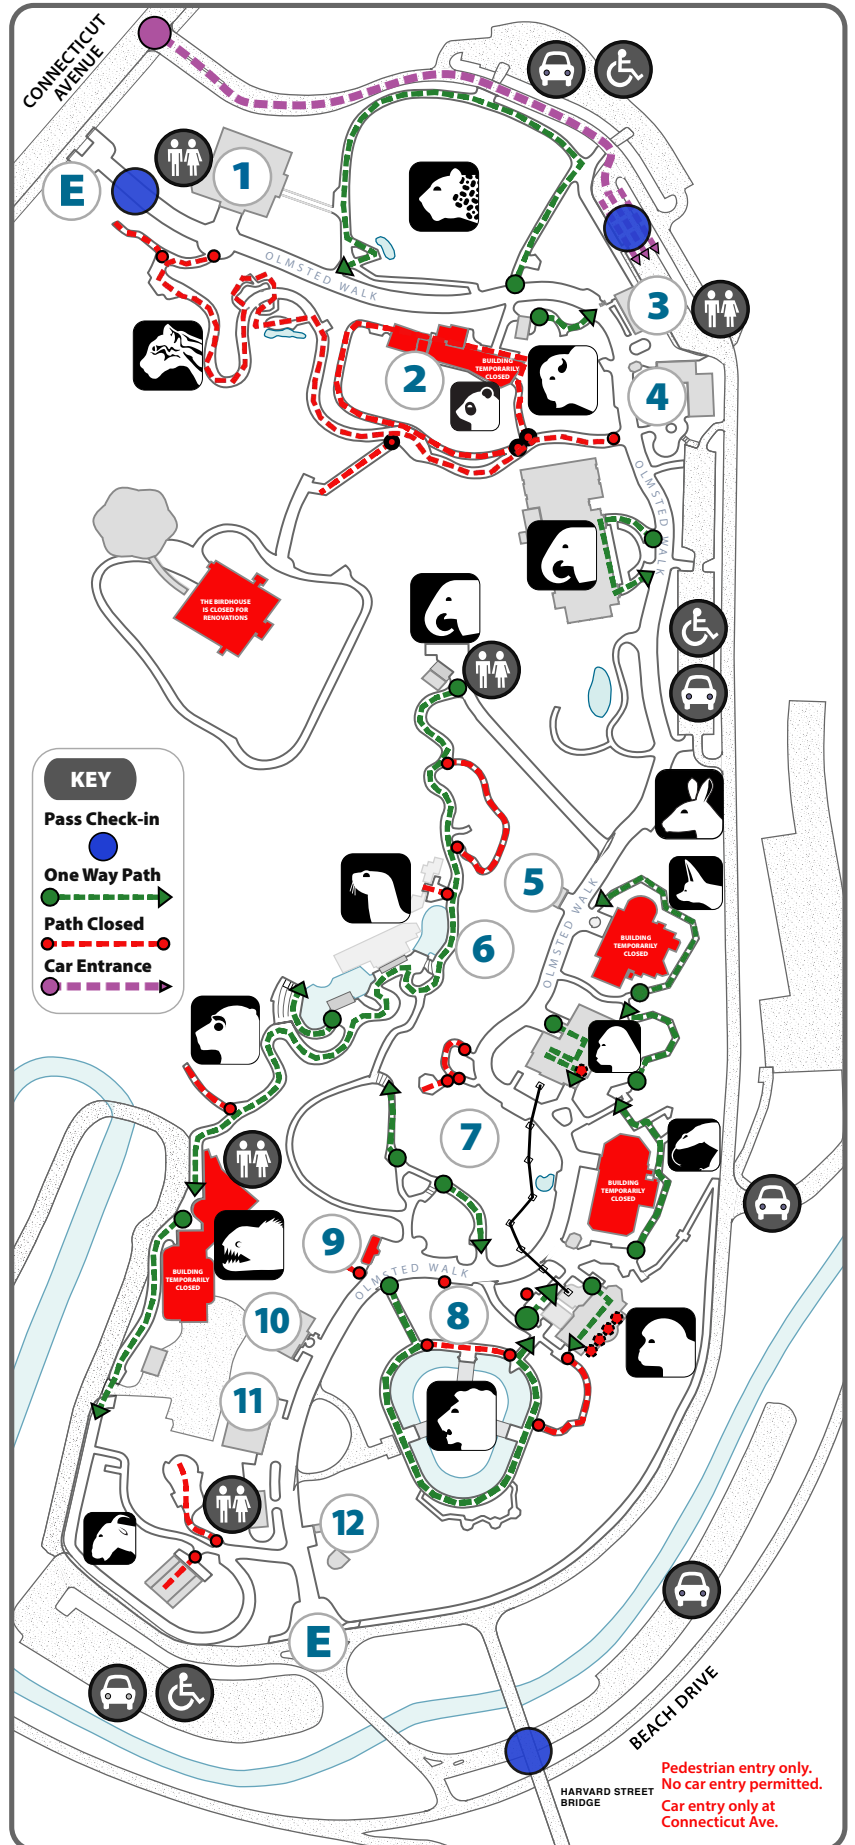 CONNECTICUT
AVENUE
E
1
OLMSTED WALK
3
2
BUILDING
TEMPORARILY
CLOSED
4
OLMSTED WALK
THE BIRDHOUSE
IS CLOSED FOR
RENOVATIONS
KEY
Pass Check-in
One Way Path
Path Closed
Car Entrance
5
OLMSTED WALK
6
BUILDING
TEMPORARILY
CLOSED
7
BUILDING
TEMPORARILY
CLOSED
9
OLMSTED WALK
BUILDING
TEMPORARILY
CLOSED
10
8
11
12
E
BEACH DRIVE
HARVARD STREET
BRIDGE
Pedestrian entry only.
No car entry permitted.
Car entry only at
Connecticut Ave.